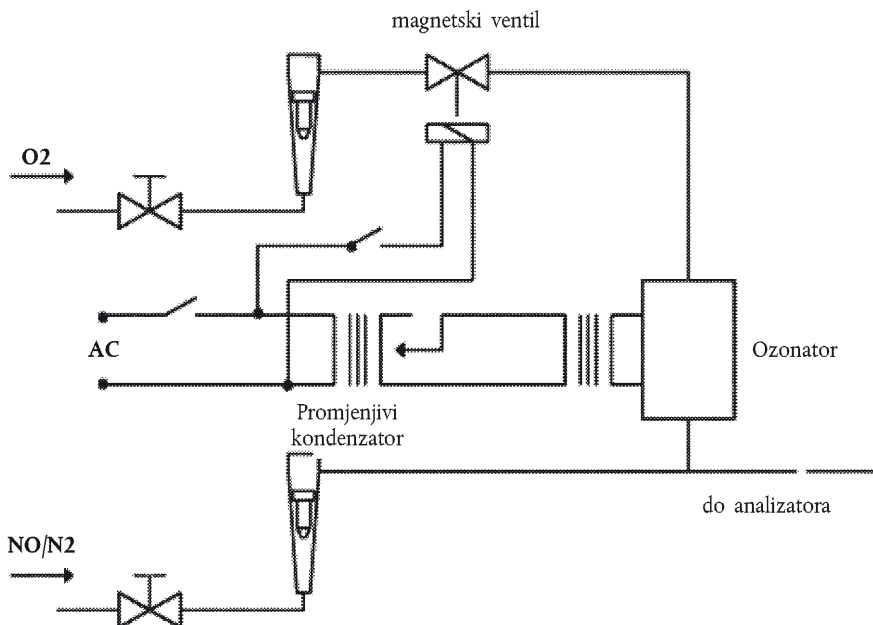 magnetski ventil
O2
AC
Ozonator
Promjenjivi
kondenzator
do analizatora
NO/N2